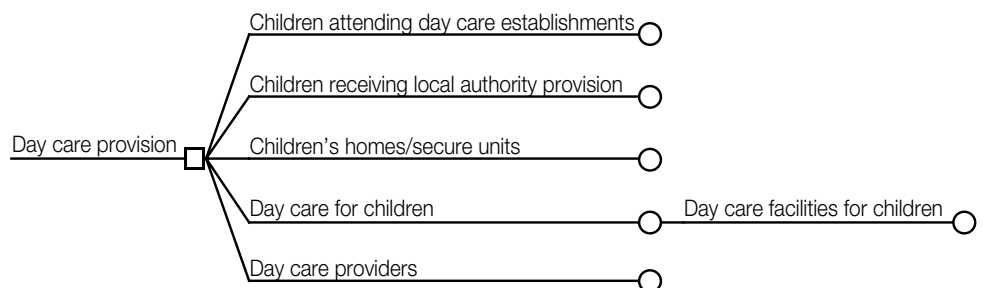 Children attending day care establishments
Children receiving local authority provision
Day care provision
Children’s homes/secure units
Day care for children
Day care facilities for children
Day care providers